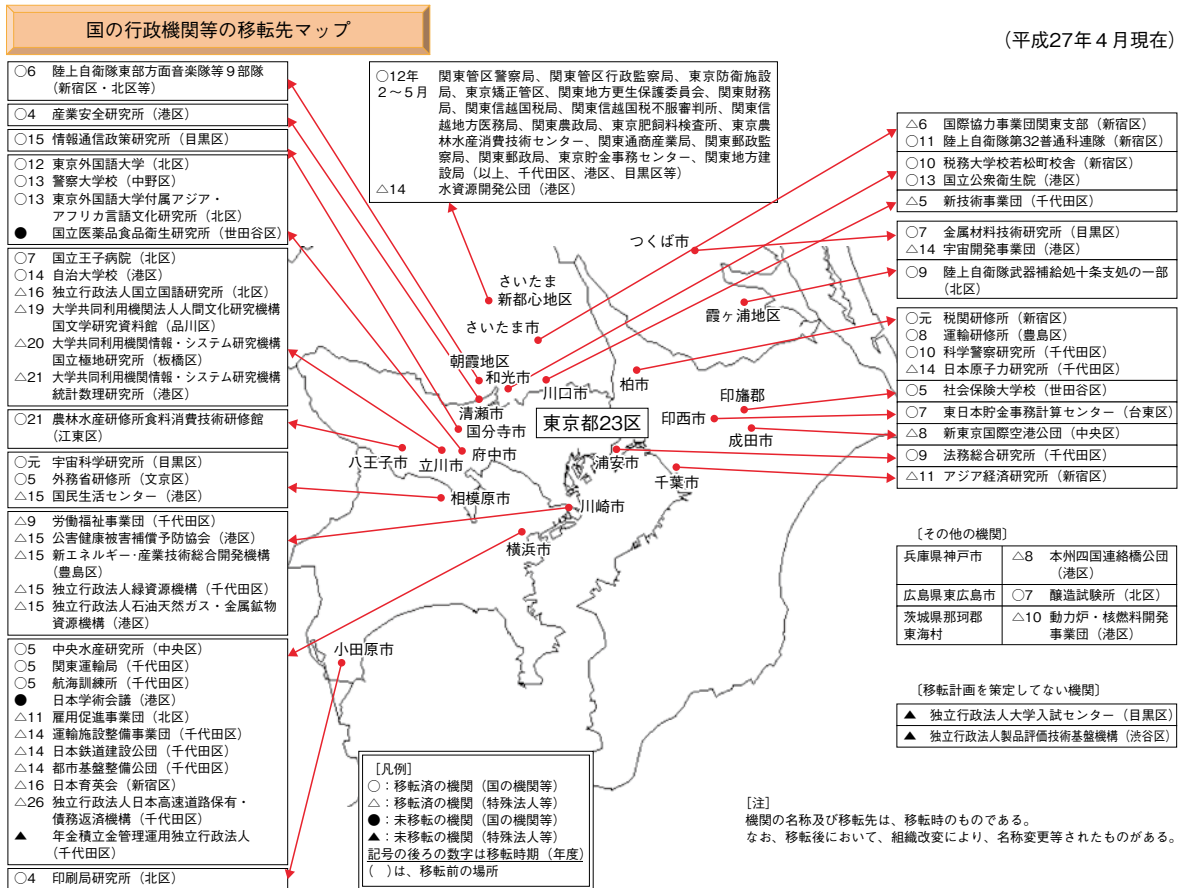 国の行政機関等の移転先マップ
（平成27年４月現在）
○6 陸上自衛隊東部方面音楽隊等９部隊
（新宿区・北区等）
○4 産業安全研究所（港区）
○15 情報通信政策研究所（目黒区）
○12 東京外国語大学（北区）
○13 警察大学校（中野区）
○13 東京外国語大学付属アジア・
アフリカ言語文化研究所（北区）
● 国立医薬品食品衛生研究所（世田谷区）
○7 国立王子病院（北区）
○14 自治大学校（港区）
△16 独立行政法人国立国語研究所（北区）
△19 大学共同利用機関法人人間文化研究機構
国文学研究資料館（品川区）
△20 大学共同利用機関情報・システム研究機構
国立極地研究所（板橋区）
△21 大学共同利用機関情報・システム研究機構
統計数理研究所（港区）
○21 農林水産研修所食料消費技術研修館
（江東区）
○元 宇宙科学研究所（目黒区）
○5 外務省研修所（文京区）
△15 国民生活センター（港区）
△9 労働福祉事業団（千代田区）
△15 公害健康被害補償予防協会（港区）
△15 新エネルギー・産業技術総合開発機構
（豊島区）
△15 独立行政法人緑資源機構（千代田区）
△15 独立行政法人石油天然ガス・金属鉱物
資源機構（港区）
○5 中央水産研究所（中央区）
○5 関東運輸局（千代田区）
○5 航海訓練所（千代田区）
● 日本学術会議（港区）
△11 雇用促進事業団（北区）
△14 運輸施設整備事業団（千代田区）
△14 日本鉄道建設公団（千代田区）
△14 都市基盤整備公団（千代田区）
△16 日本育英会（新宿区）
△26 独立行政法人日本高速道路保有・
債務返済機構（千代田区）
▲ 年金積立金管理運用独立行政法人
（千代田区）
○4 印刷局研究所（北区）
○12年 関東管区警察局、関東管区行政監察局、東京防衛施設
２～５月 局、東京矯正管区、関東地方更生保護委員会、関東財務
局、関東信越国税局、関東信越国税不服審判所、関東信
越地方医務局、関東農政局、東京肥飼料検査所、東京農
林水産消費技術センター、関東通商産業局、関東郵政監
察局、関東郵政局、東京貯金事務センター、関東地方建
設局（以上、千代田区、港区、目黒区等）
△14 水資源開発公団（港区）
つくば市
さいたま
新都心地区
さいたま市
霞ヶ浦地区
朝霞地区
和光市
川口市
柏市
清瀬市
印旛郡
東京都23区
印西市
国分寺市
成田市
八王子市
立川市
府中市
浦安市
千葉市
相模原市
川崎市
横浜市
小田原市
△6 国際協力事業団関東支部（新宿区）
○11 陸上自衛隊第32普通科連隊（新宿区）
○10 税務大学校若松町校舎（新宿区）
○13 国立公衆衛生院（港区）
△5 新技術事業団（千代田区）
○7 金属材料技術研究所（目黒区）
△14 宇宙開発事業団（港区）
○9 陸上自衛隊武器補給処十条支処の一部
（北区）
○元 税関研修所（新宿区）
○8 運輸研修所（豊島区）
○10 科学警察研究所（千代田区）
△14 日本原子力研究所（千代田区）
○5 社会保険大学校（世田谷区）
○7 東日本貯金事務計算センター（台東区）
△8 新東京国際空港公団（中央区）
○9 法務総合研究所（千代田区）
△11 アジア経済研究所（新宿区）
［その他の機関］
兵庫県神戸市 △8 本州四国連絡橋公団
（港区）
広島県東広島市 ○7 醸造試験所（北区）
茨城県那珂郡 △10 動力炉・核燃料開発
東海村 事業団（港区）
［移転計画を策定してない機関］
▲ 独立行政法人大学入試センター（目黒区）
▲ 独立行政法人製品評価技術基盤機構（渋谷区）
［凡例］
○：移転済の機関（国の機関等）
△：移転済の機関（特殊法人等）
●：未移転の機関（国の機関等）
▲：未移転の機関（特殊法人等）
記号の後ろの数字は移転時期（年度）
（ ）は、移転前の場所
［注］
機関の名称及び移転先は、移転時のものである。
なお、移転後において、組織改変により、名称変更等されたものがある。